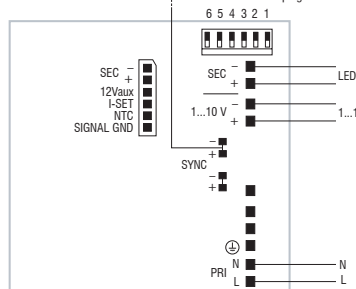 6 5 4 3 2 1
SEC − +
12Vaux
I-SET
NTC
SIGNAL GND
SEC − +
LED
1...10 V − +
1...1
SYNC − +
− +
N N
PRI
L L